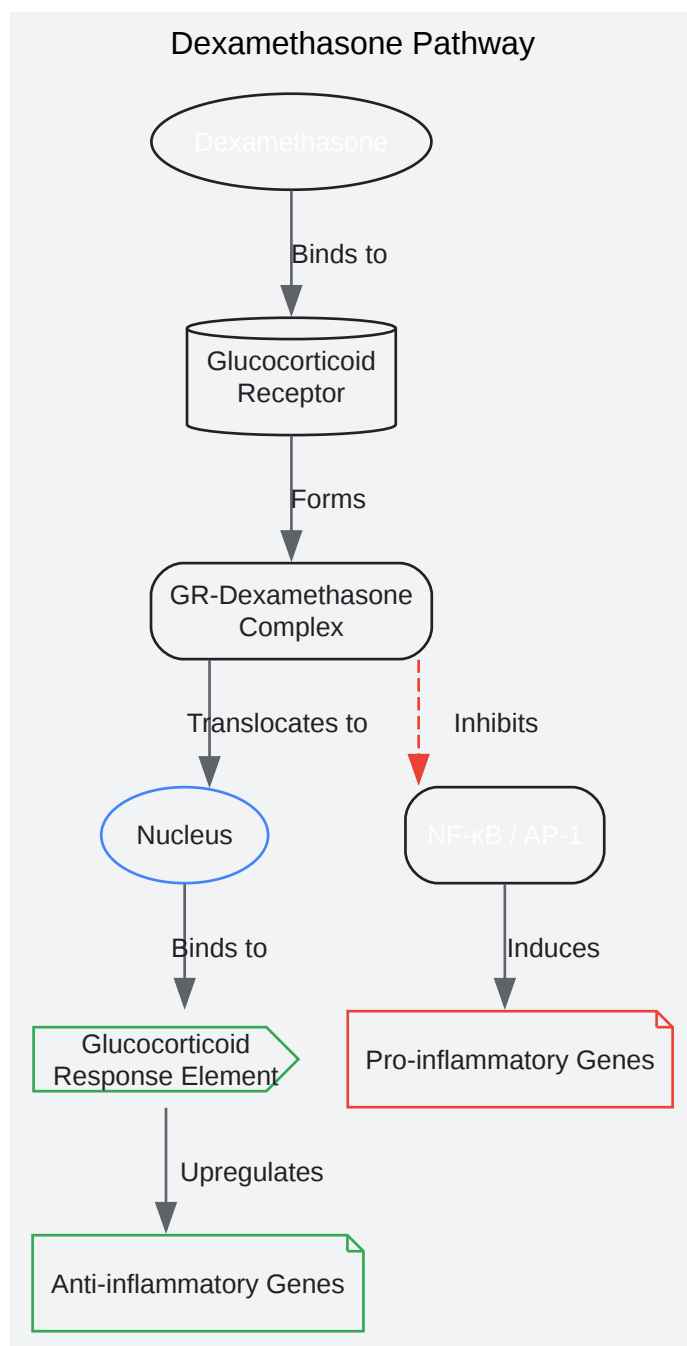 Dexamethasone Pathway
Dexamethasone
Binds to
Glucocorticoid
Receptor
Forms
GR-Dexamethasone
Complex
Translocates to
Inhibits
Nucleus
NF-κB / AP-1
Binds to
Induces
Glucocorticoid
Response Element
Pro-inflammatory Genes
Upregulates
Anti-inflammatory Genes